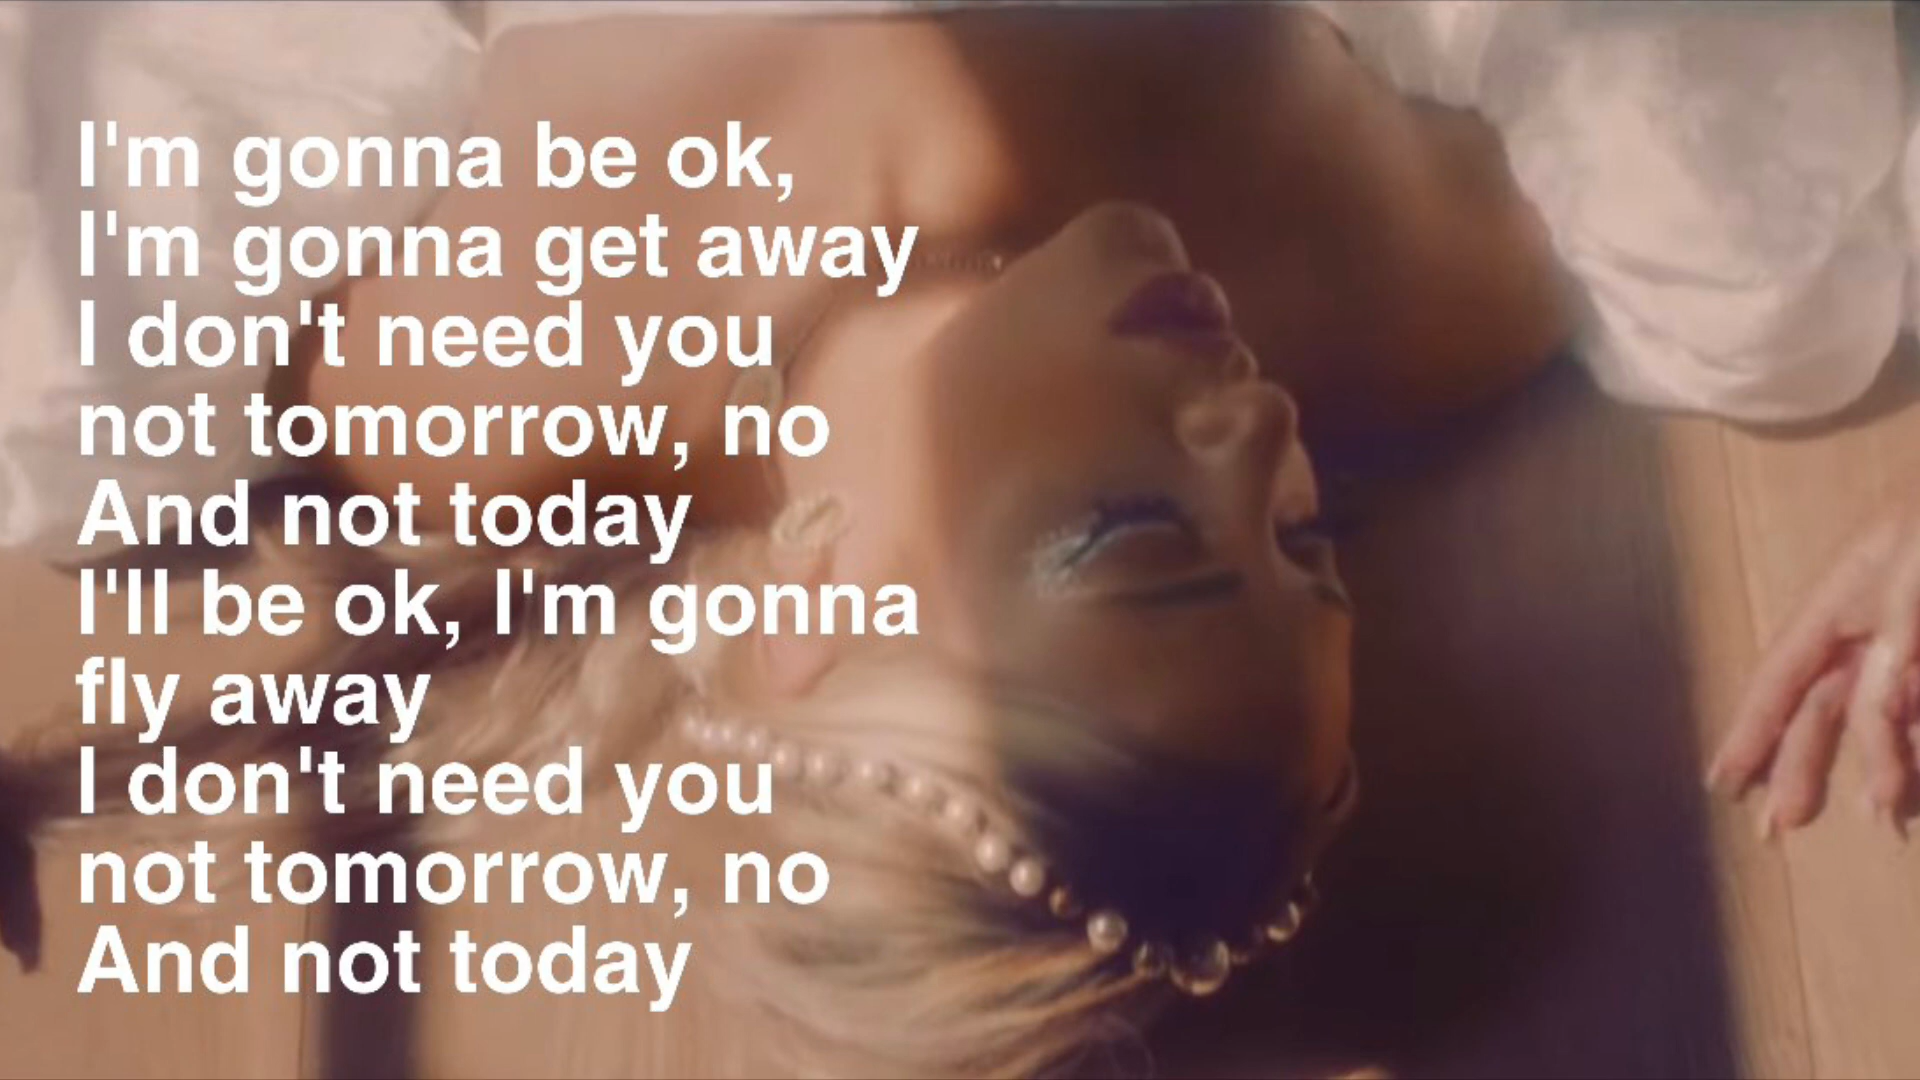 I'm gonna be ok,
I'm gonna get away
I don't need you
not tomorrow, no
And not today
I'll be ok, I'm gonna
fly away
I don't need you
not tomorrow, no
And not today